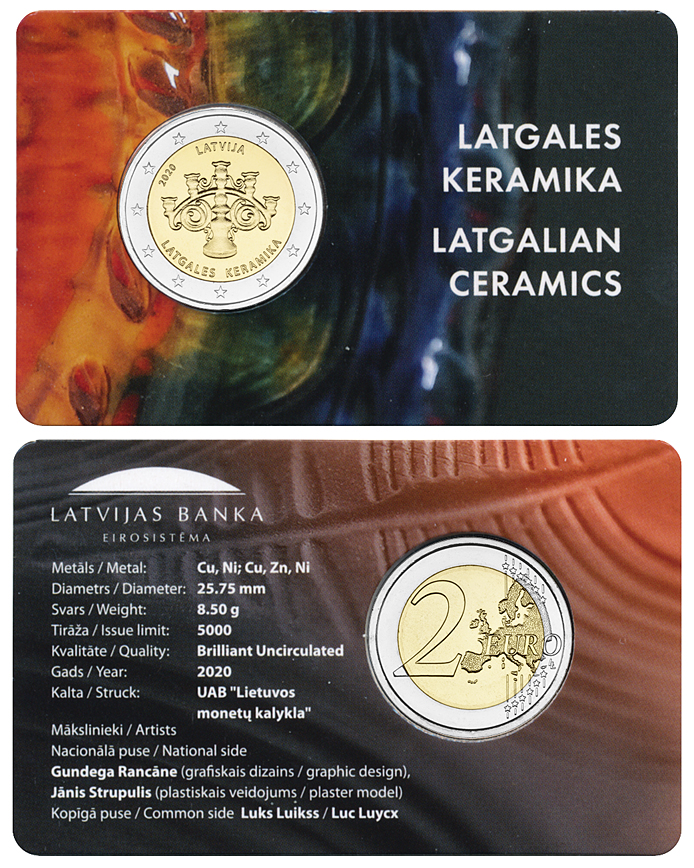 LATVIJA
2020
LATGALES KERAMIKA
LATGALES
KERAMIKA
LATGALIAN
CERAMICS
LATVIJAS BANKA
EIROSISTĒMA
Metāls / Metal: Cu, Ni; Cu, Zn, Ni
Diametrs / Diameter: 25.75 mm
Svars / Weight: 8.50 g
Tirāža / Issue limit: 5000
Kvalitāte / Quality: Brilliant Uncirculated
Gads / Year: 2020
Kalta / Struck: UAB "Lietuvos
monetų kalykla"
Mākslinieki / Artists
Nacionālā puse / National side
Gundega Rancāne (grafiskais dizains / graphic design),
Jānis Strupulis (plastiskais veidojums / plaster model)
Kopīgā puse / Common side Luks Luikss / Luc Luycx
2 EURO
LL